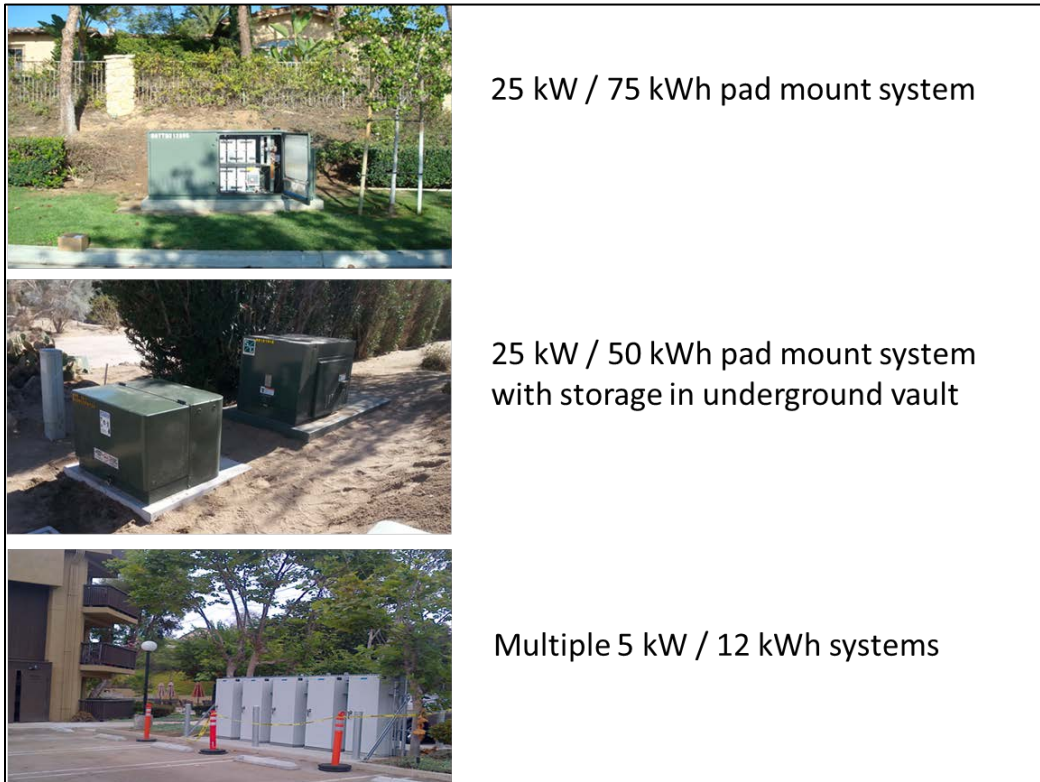 25 kW / 75 kWh pad mount system
25 kW / 50 kWh pad mount system
with storage in underground vault
Multiple 5 kW / 12 kWh systems